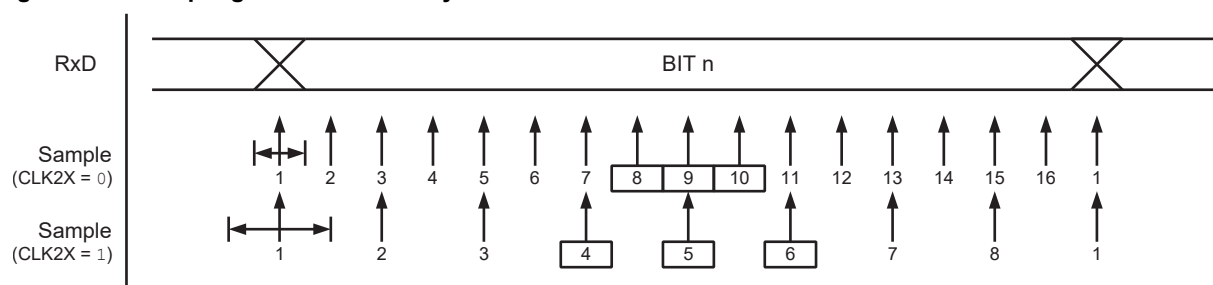 RxD BIT n
Sample
(CLK2X = 0)
1 2 3 4 5 6 7 8 9 10 11 12 13 14 15 16 1
Sample
(CLK2X = 1)
1 2 3 4 5 6 7 8 1